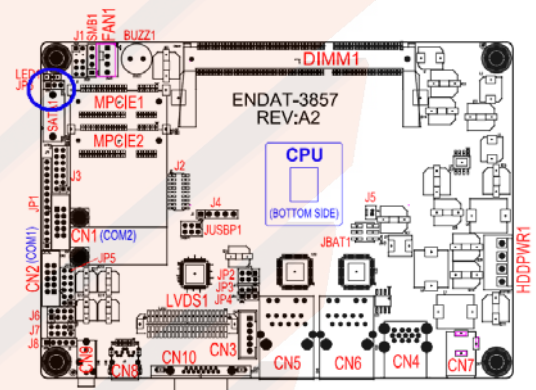 J1
SMB1
FAN1
BUZZ1
DIMM1
LED
MPCIE1
ENDAT-3857
REV:A2
MPCIE2
CPU
(BOTTOM SIDE)
J2
J3
JP1
J4
J5
JUSBP1
CN1 (COM2)
JBAT1
HDDPWR1
CN2 (COM1)
JP5
JP2
JP3
JP4
LVDS1
J6
J7
J8
CN9
CN8
CN10
CN3
CN5
CN6
CN4
CN7